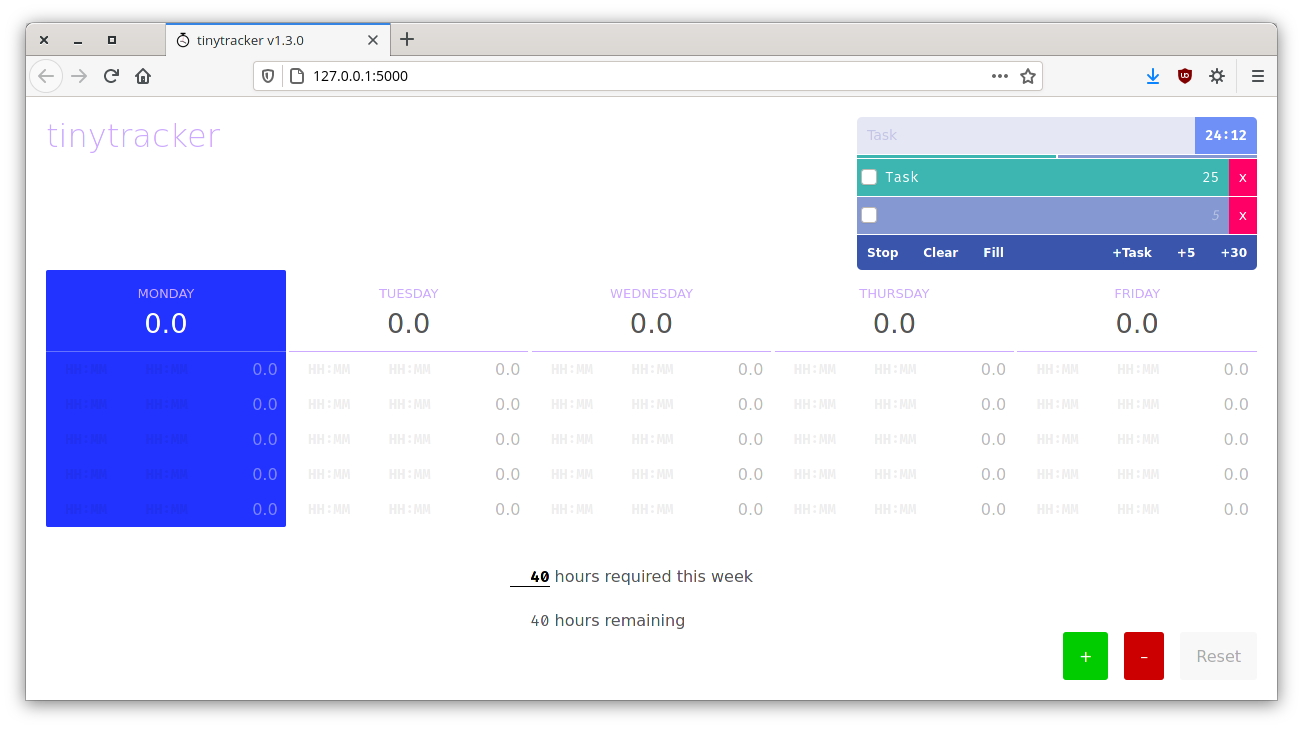 tinytracker v1.3.0
127.0.0.1:5000
tinytracker
Task 24:12
Task 25 x
5 x
Stop Clear Fill +Task +5 +30
MONDAY TUESDAY WEDNESDAY THURSDAY FRIDAY
0.0 0.0 0.0 0.0 0.0
HH:MM HH:MM 0.0 HH:MM HH:MM 0.0 HH:MM HH:MM 0.0 HH:MM HH:MM 0.0 HH:MM HH:MM 0.0
HH:MM HH:MM 0.0 HH:MM HH:MM 0.0 HH:MM HH:MM 0.0 HH:MM HH:MM 0.0 HH:MM HH:MM 0.0
HH:MM HH:MM 0.0 HH:MM HH:MM 0.0 HH:MM HH:MM 0.0 HH:MM HH:MM 0.0 HH:MM HH:MM 0.0
HH:MM HH:MM 0.0 HH:MM HH:MM 0.0 HH:MM HH:MM 0.0 HH:MM HH:MM 0.0 HH:MM HH:MM 0.0
HH:MM HH:MM 0.0 HH:MM HH:MM 0.0 HH:MM HH:MM 0.0 HH:MM HH:MM 0.0 HH:MM HH:MM 0.0
40 hours required this week
40 hours remaining
+ - Reset